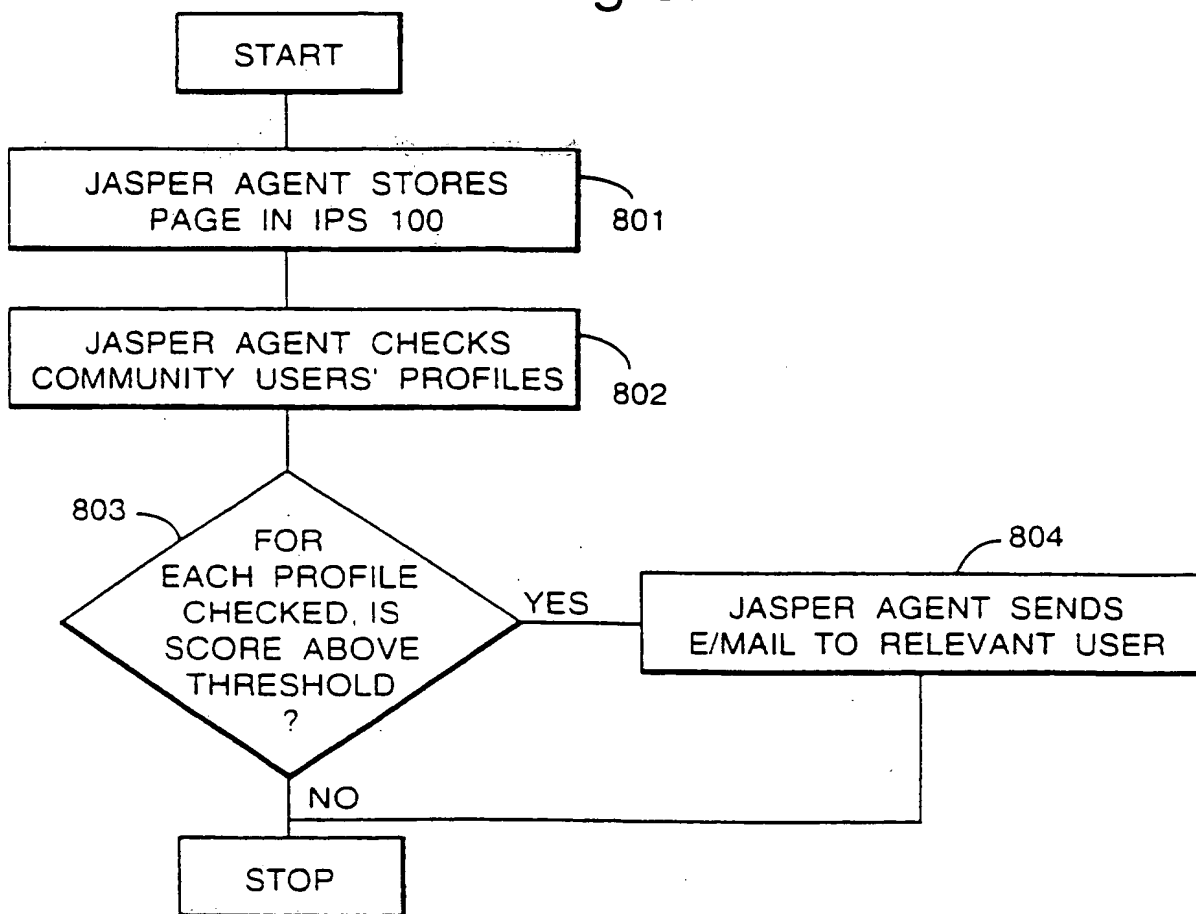 START
JASPER AGENT STORES
PAGE IN IPS 100
801
JASPER AGENT CHECKS
COMMUNITY USERS' PROFILES
802
803
FOR
EACH PROFILE
CHECKED, IS
SCORE ABOVE
THRESHOLD
?
YES
804
JASPER AGENT SENDS
E/MAIL TO RELEVANT USER
NO
STOP